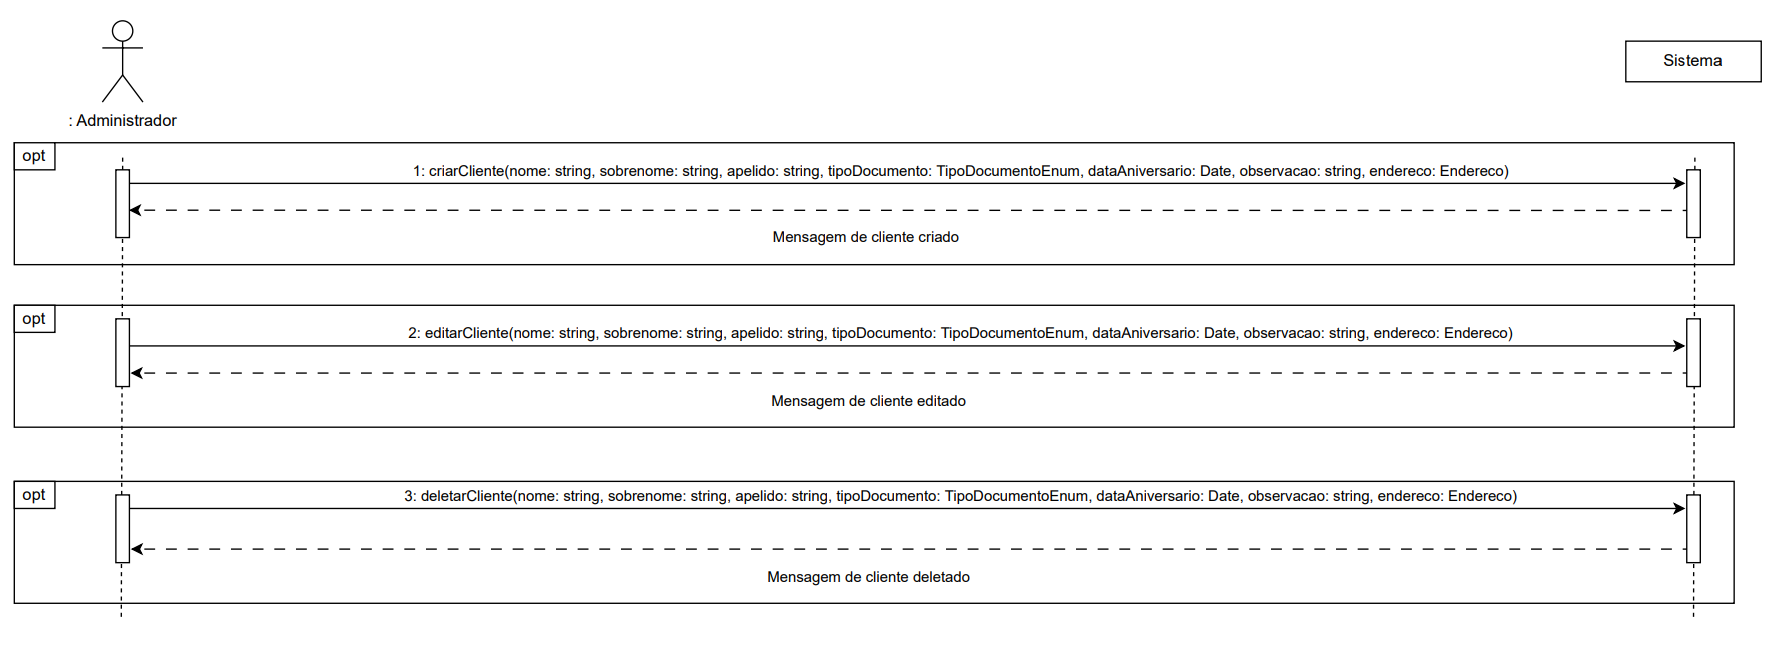 Sistema
: Administrador
opt
1: criarCliente(nome: string, sobrenome: string, apelido: string, tipoDocumento: TipoDocumentoEnum, dataAniversario: Date, observacao: string, endereco: Endereco)
Mensagem de cliente criado
opt
2: editarCliente(nome: string, sobrenome: string, apelido: string, tipoDocumento: TipoDocumentoEnum, dataAniversario: Date, observacao: string, endereco: Endereco)
Mensagem de cliente editado
opt
3: deletarCliente(nome: string, sobrenome: string, apelido: string, tipoDocumento: TipoDocumentoEnum, dataAniversario: Date, observacao: string, endereco: Endereco)
Mensagem de cliente deletado